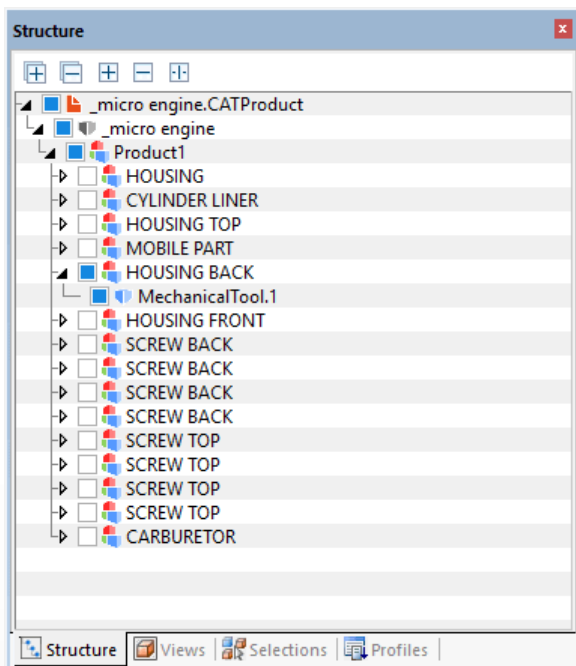 Structure
_micro engine.CATProduct
_micro engine
Product1
HOUSING
CYLINDER LINER
HOUSING TOP
MOBILE PART
HOUSING BACK
MechanicalTool.1
HOUSING FRONT
SCREW BACK
SCREW BACK
SCREW BACK
SCREW BACK
SCREW TOP
SCREW TOP
SCREW TOP
SCREW TOP
CARBURETOR
Structure Views Selections Profiles